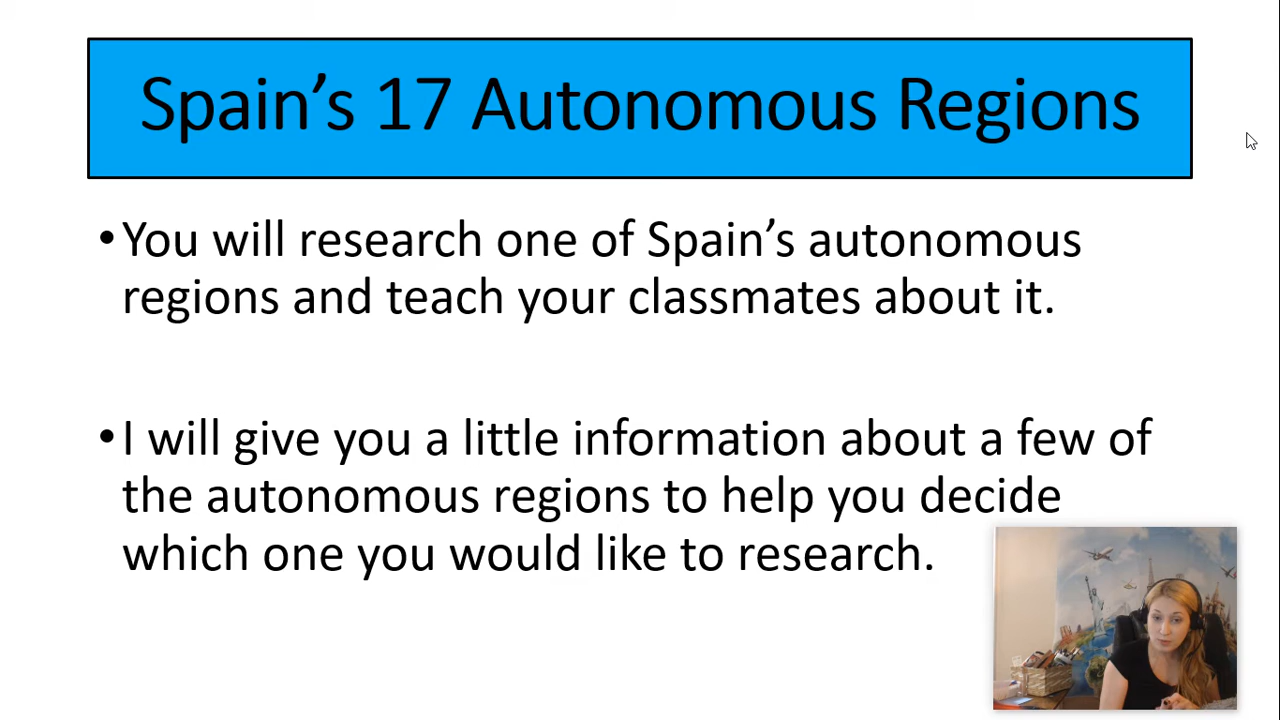 Spain’s 17 Autonomous Regions
•You will research one of Spain’s autonomous
regions and teach your classmates about it.
•I will give you a little information about a few of
the autonomous regions to help you decide
which one you would like to research.